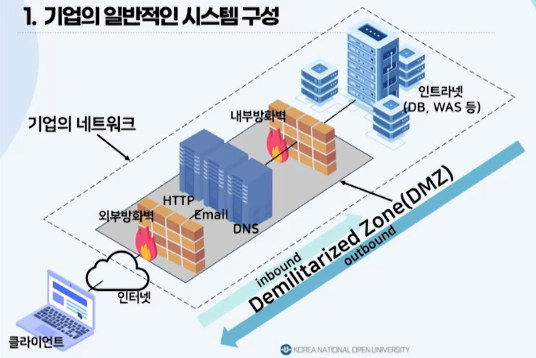 1. 기업의 일반적인 시스템 구성
인트라넷
(DB, WAS 등)
내부방화벽
기업의 네트워크
HTTP
Email
DNS
외부방화벽
Demilitarized Zone(DMZ)
inbound
outbound
인터넷
클라이언트
KOREA NATIONAL OPEN UNIVERSITY